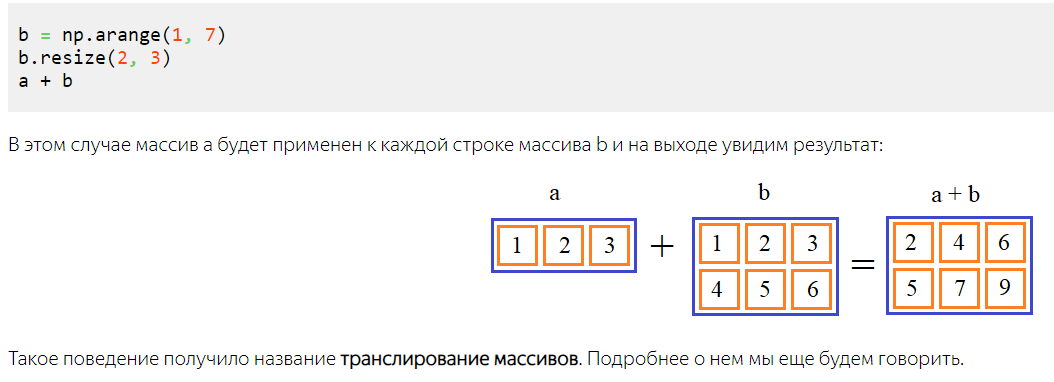 b = np.arange(1, 7)
b.resize(2, 3)
a + b
В этом случае массив a будет применен к каждой строке массива b и на выходе увидим результат:
a b a + b
1 2 3 + 1 2 3 = 2 4 6
4 5 6 5 7 9
Такое поведение получило название транслирование массивов. Подробнее о нем мы еще будем говорить.